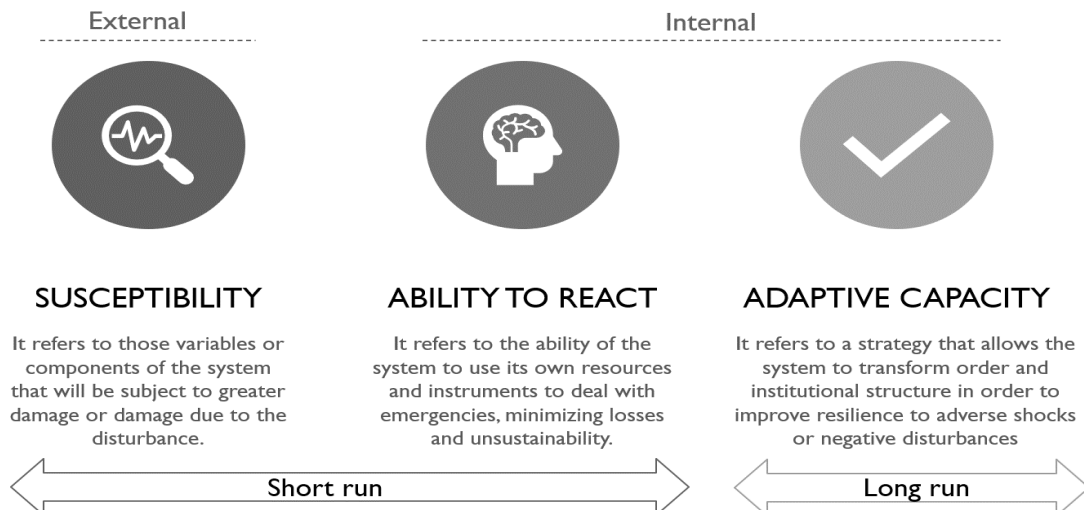 External
Internal
SUSCEPTIBILITY
It refers to those variables or
components of the system
that will be subject to greater
damage or damage due to the
disturbance.
ABILITY TO REACT
It refers to the ability of the
system to use its own resources
and instruments to deal with
emergencies, minimizing losses
and unsustainability.
ADAPTIVE CAPACITY
It refers to a strategy that allows the
system to transform order and
institutional structure in order to
improve resilience to adverse shocks
or negative disturbances
Short run
Long run